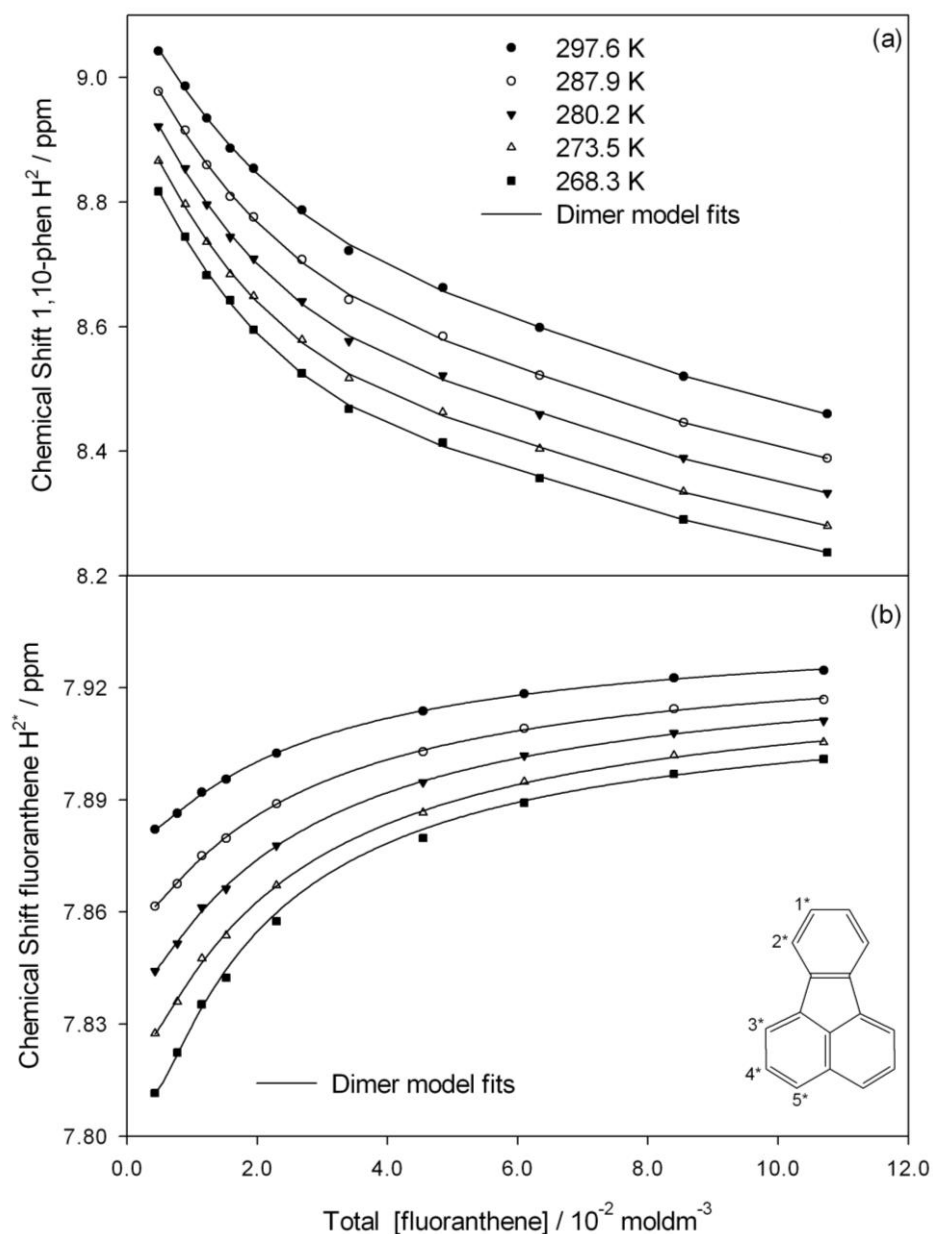 (a)
297.6 K
287.9 K
280.2 K
273.5 K
268.3 K
Dimer model fits
Chemical Shift 1,10-phen H² / ppm
9.0
8.8
8.6
8.4
8.2
(b)
Chemical Shift fluoranthene H²* / ppm
7.92
7.89
7.86
7.83
7.80
1*
2*
3*
4*
5*
Dimer model fits
0.0 2.0 4.0 6.0 8.0 10.0 12.0
Total [fluoranthene] / 10⁻² moldm⁻³